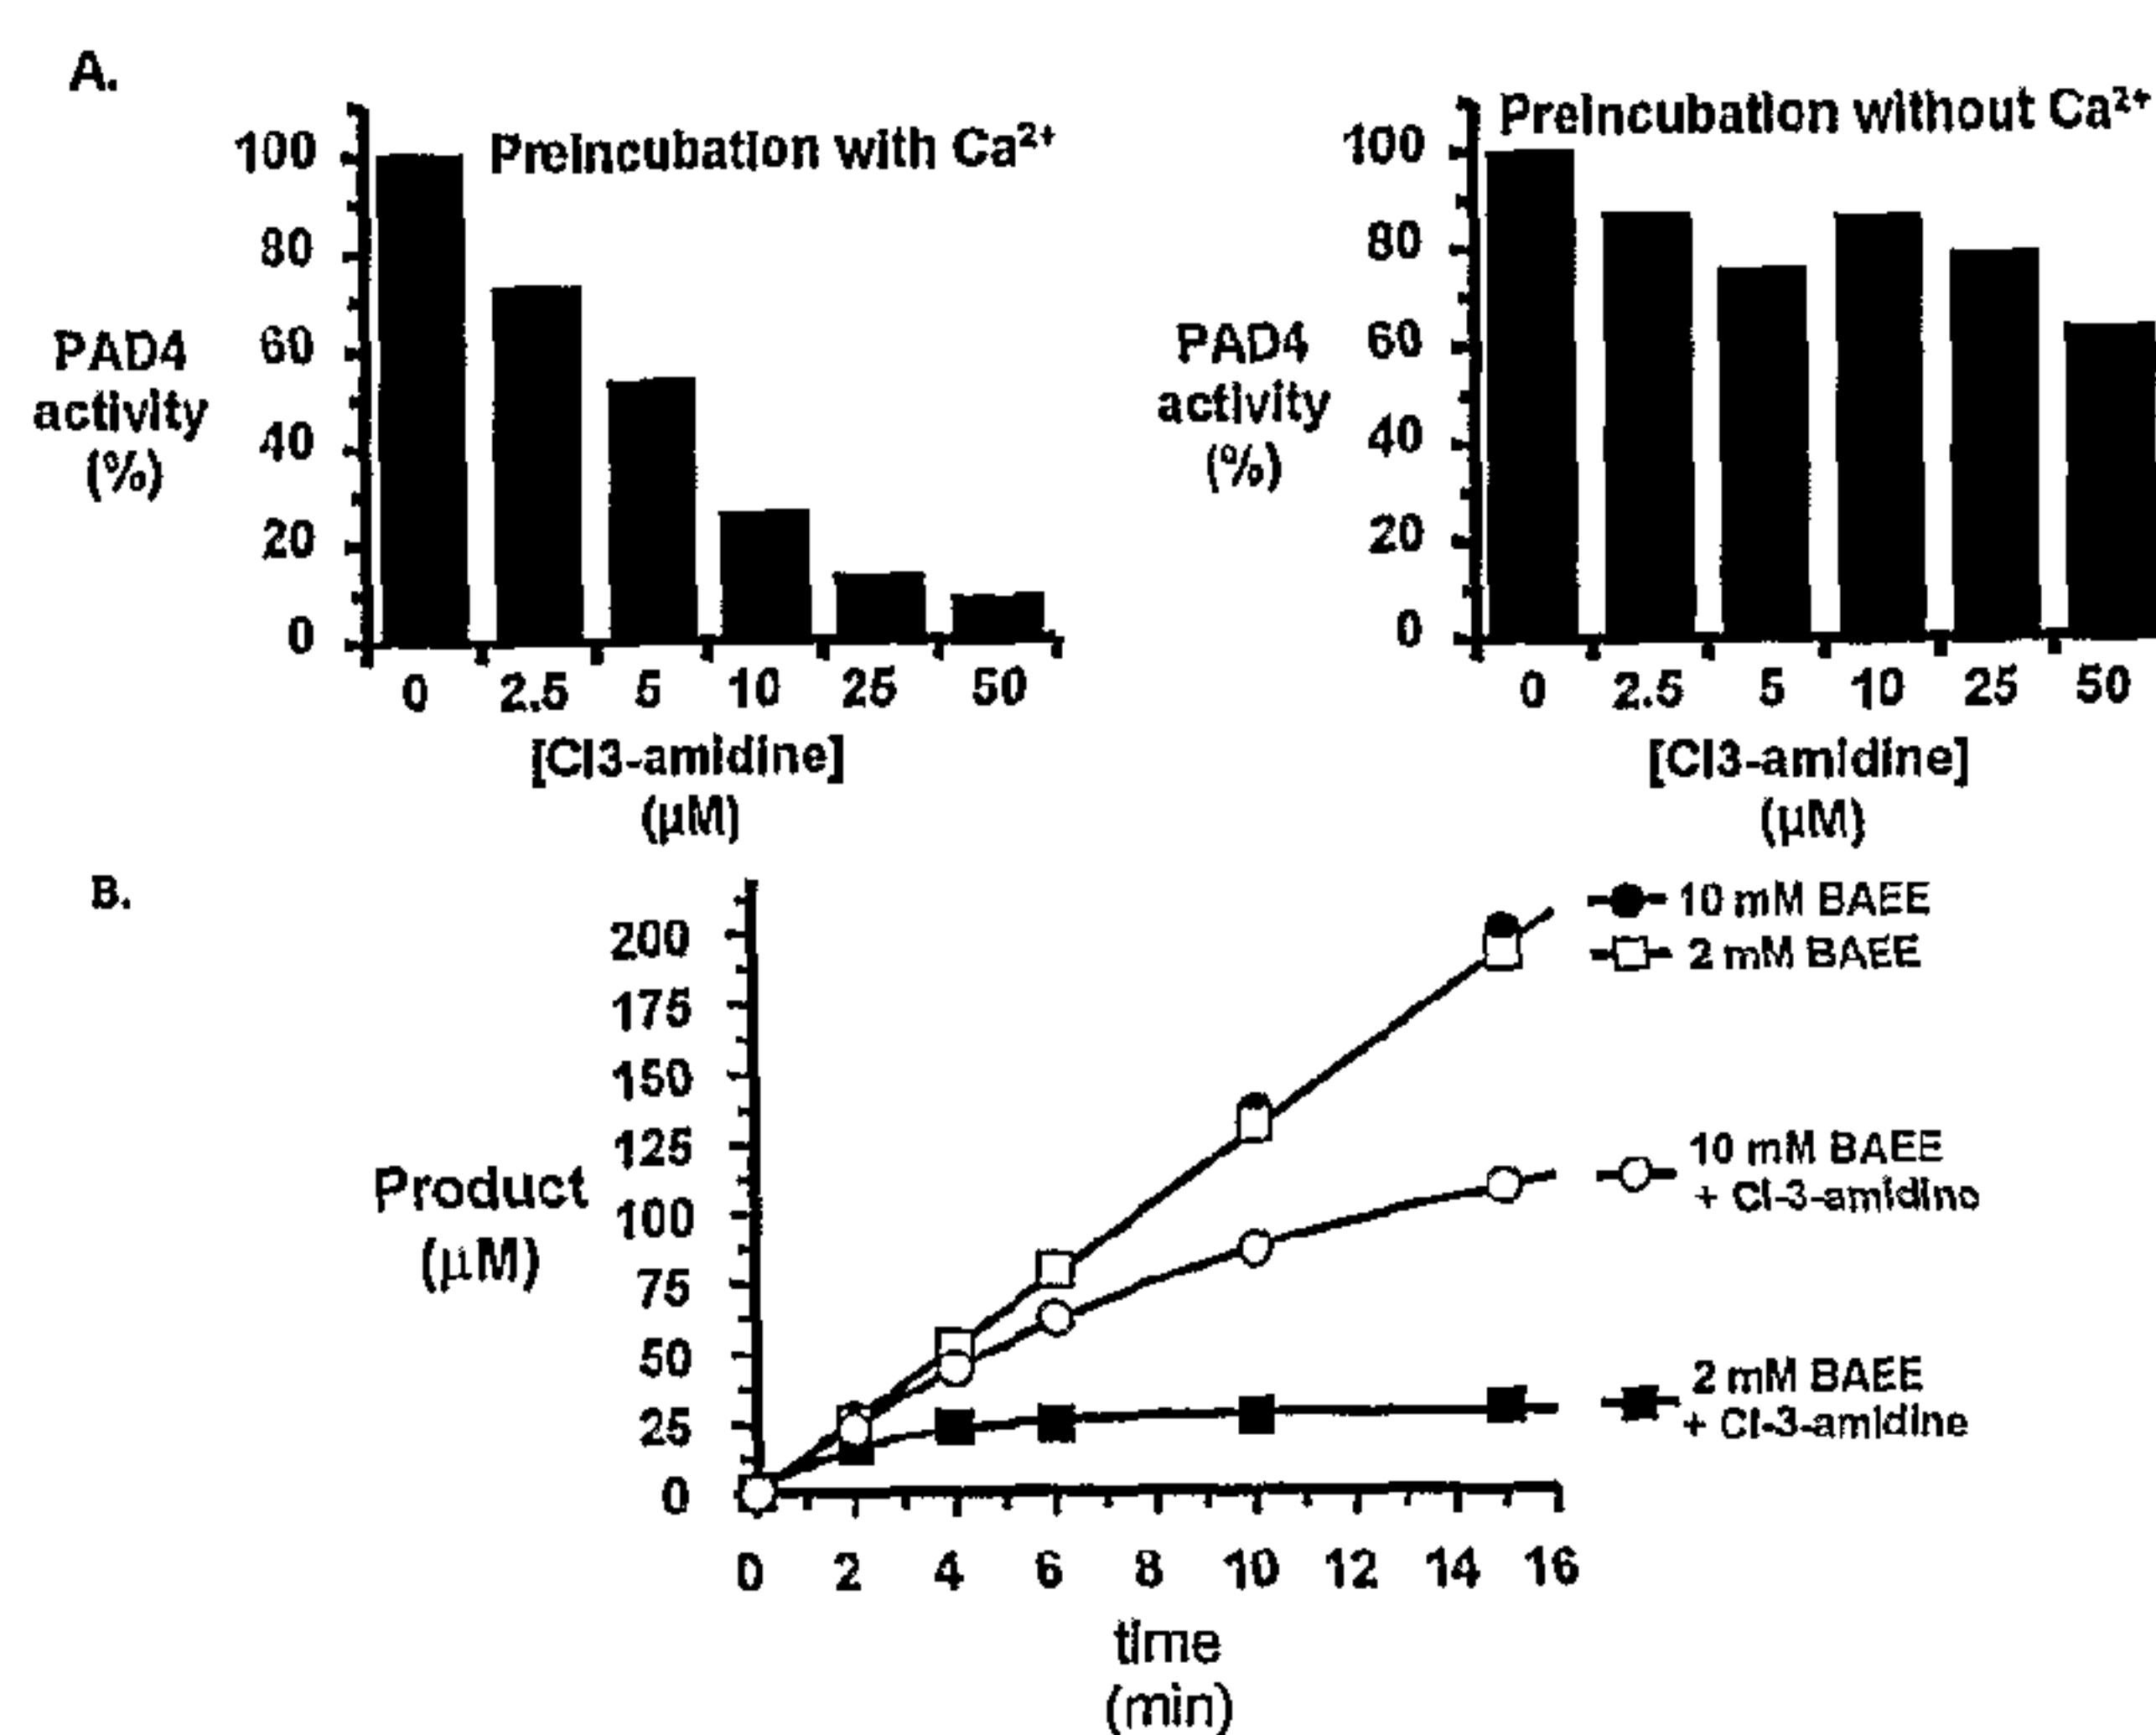 A.
Preincubation with Ca²⁺
100
80
60
40
20
0
PAD4
activity
(%)
0 2.5 5 10 25 50
[Cl3-amidine]
(µM)
Preincubation without Ca²⁺
100
80
60
40
20
0
PAD4
activity
(%)
0 2.5 5 10 25 50
[Cl3-amidine]
(µM)
B.
200
175
150
125
100
75
50
25
0
Product
(µM)
10 mM BAEE
2 mM BAEE
10 mM BAEE
+ Cl-3-amidine
2 mM BAEE
+ Cl-3-amidine
0 2 4 6 8 10 12 14 16
time
(min)